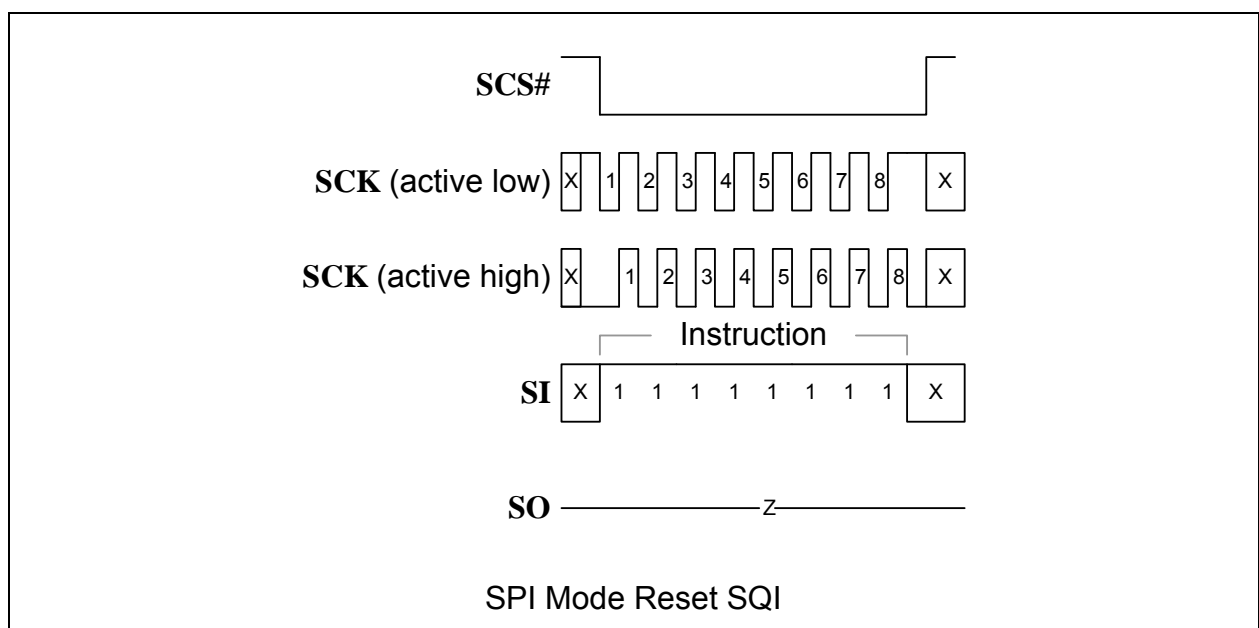 SCS#
SCK (active low) X 1 2 3 4 5 6 7 8 X
SCK (active high) X 1 2 3 4 5 6 7 8 X
Instruction
SI X 1 1 1 1 1 1 1 1 X
SO Z
SPI Mode Reset SQI